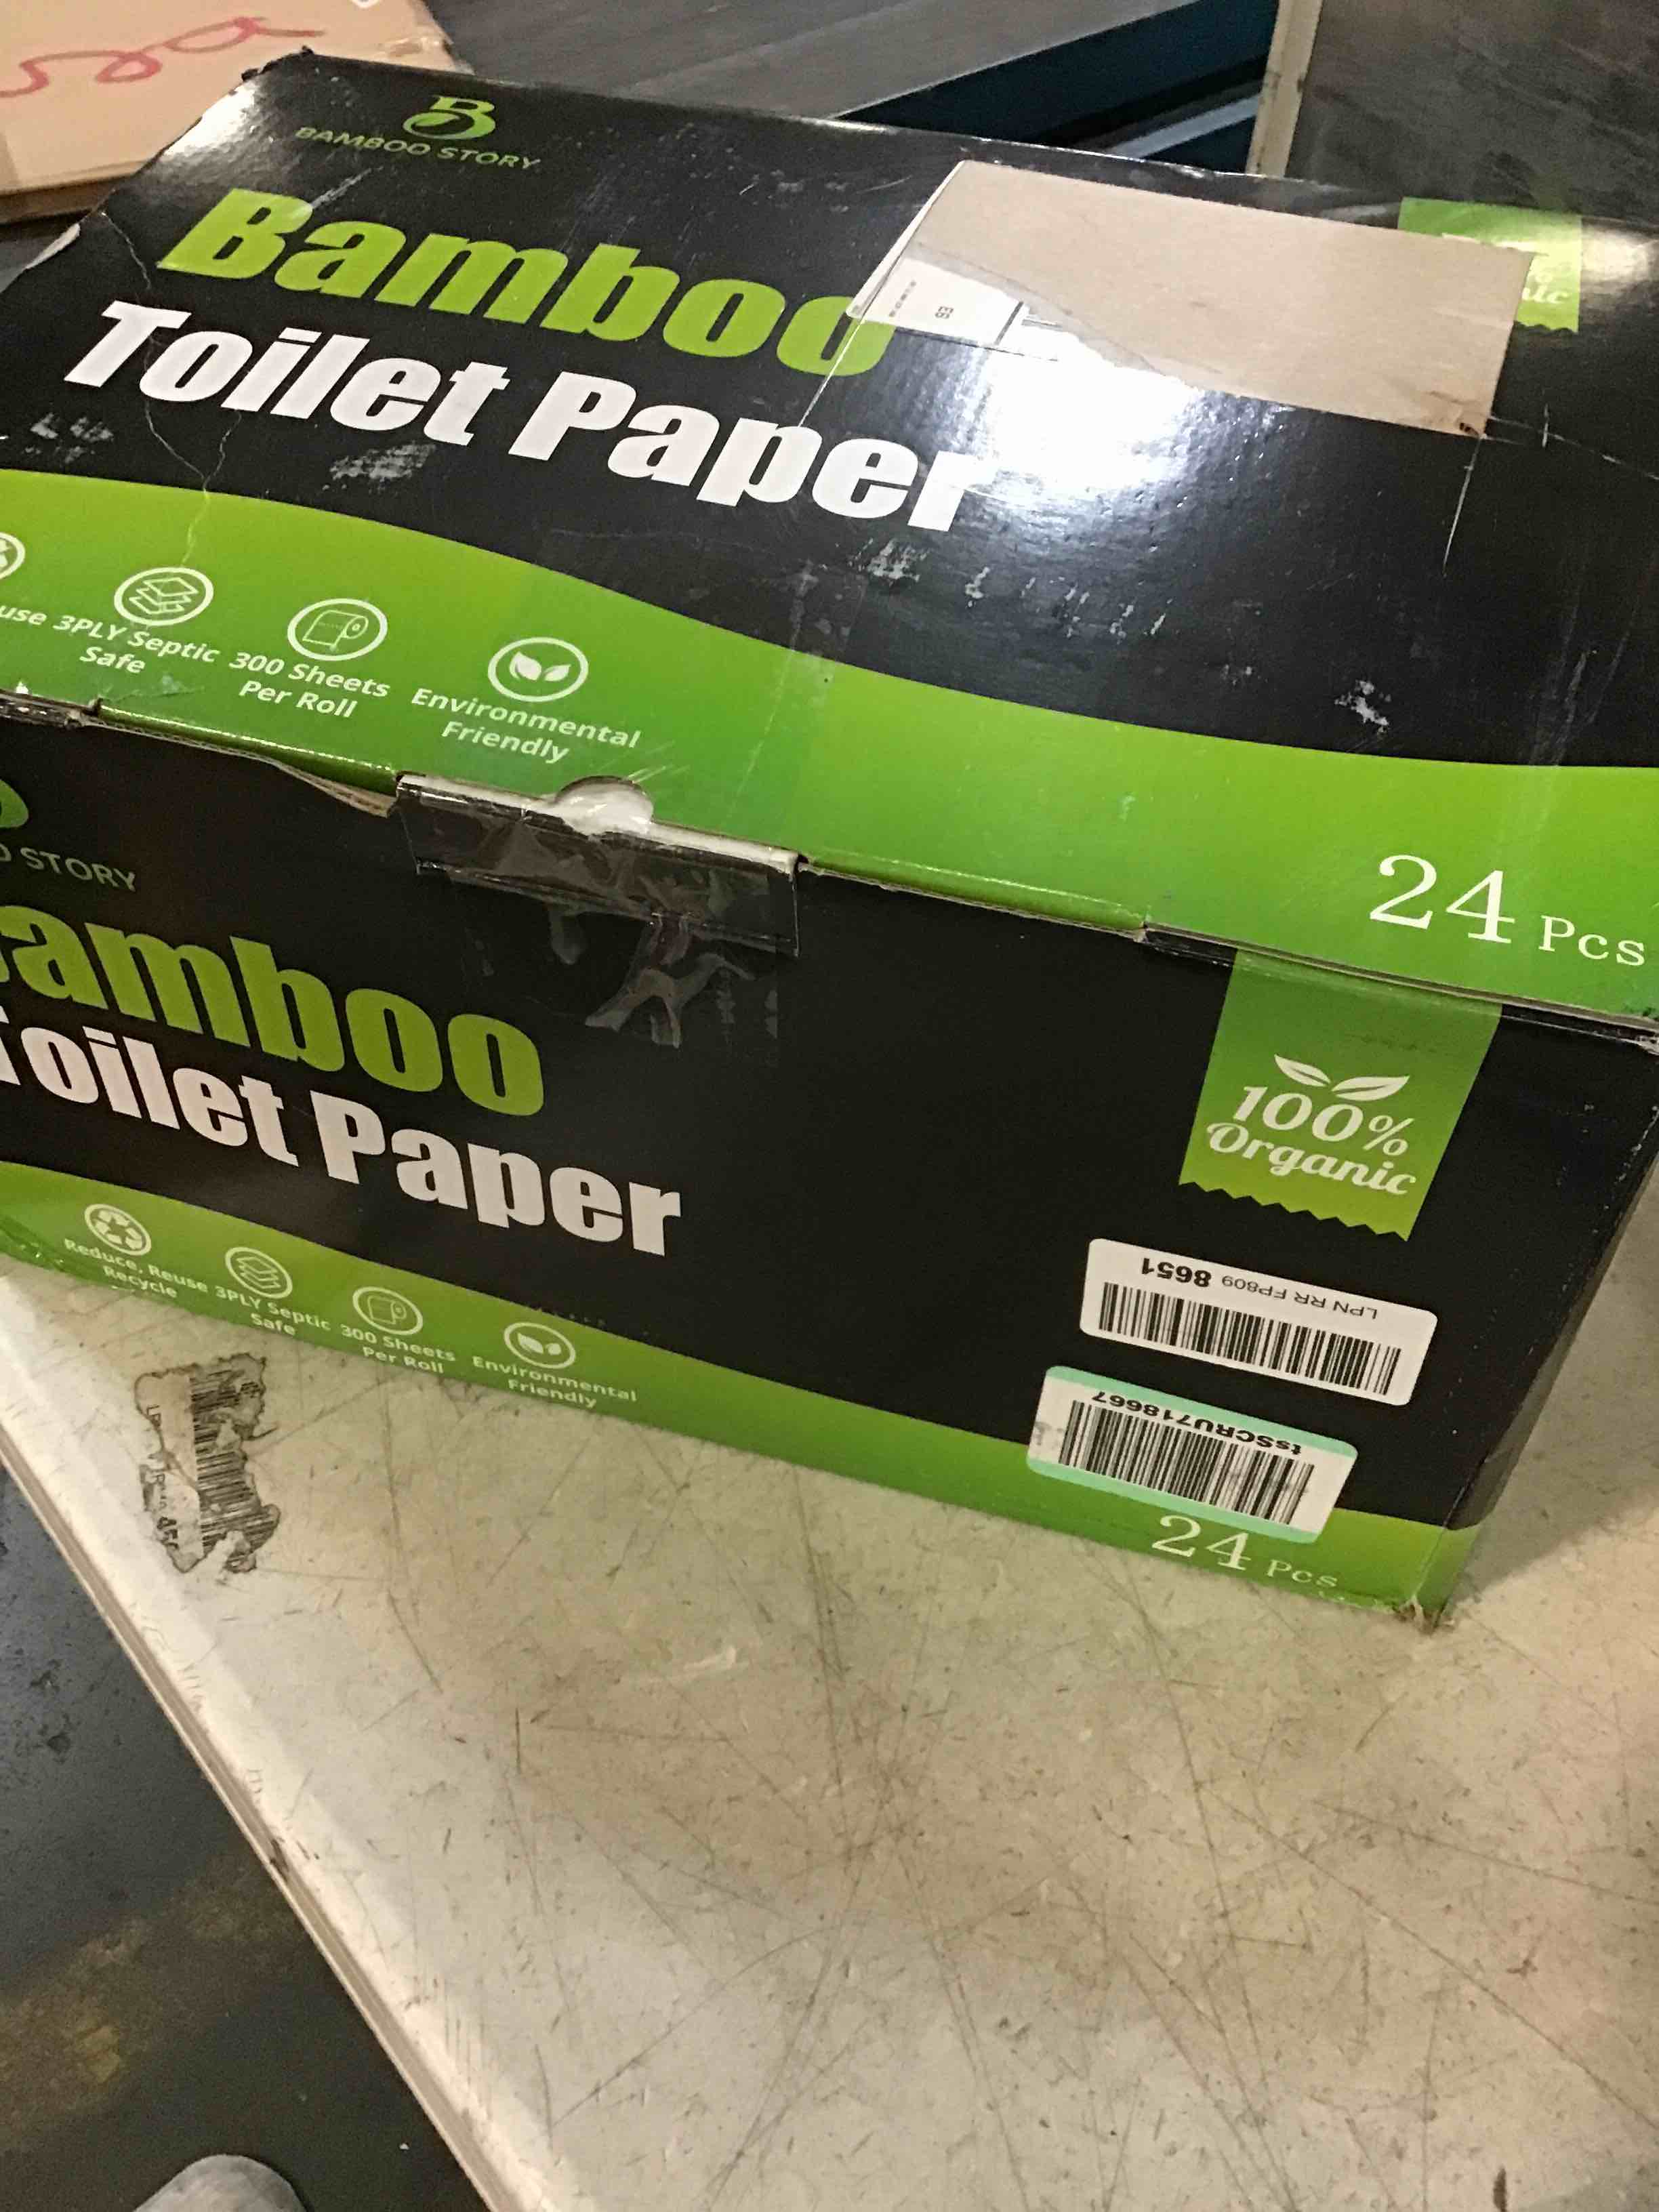 BAMBOO STORY
Bamboo
Toilet Paper
use
3PLY Septic
Safe
300 Sheets
Per Roll
Environmental
Friendly
24 Pcs
STORY
amboo
Toilet Paper
100%
Organic
Reduce, Reuse
Recycle
3PLY Septic
Safe
300 Sheets
Per Roll
Environmental
Friendly
LPN RR FP809 8651
tsSCRU718667
24 Pcs